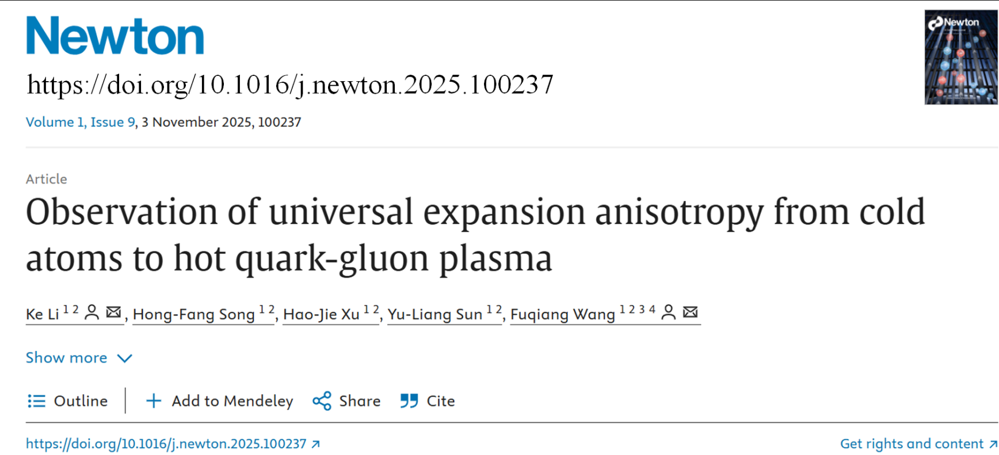 Newton
Newton
https://doi.org/10.1016/j.newton.2025.100237
Volume 1, Issue 9, 3 November 2025, 100237
Article
Observation of universal expansion anisotropy from cold
atoms to hot quark-gluon plasma
Ke Li 1 2, Hong-Fang Song 1 2, Hao-Jie Xu 1 2, Yu-Liang Sun 1 2, Fuqiang Wang 1 2 3 4
Show more
Outline Add to Mendeley Share Cite
https://doi.org/10.1016/j.newton.2025.100237
Get rights and content